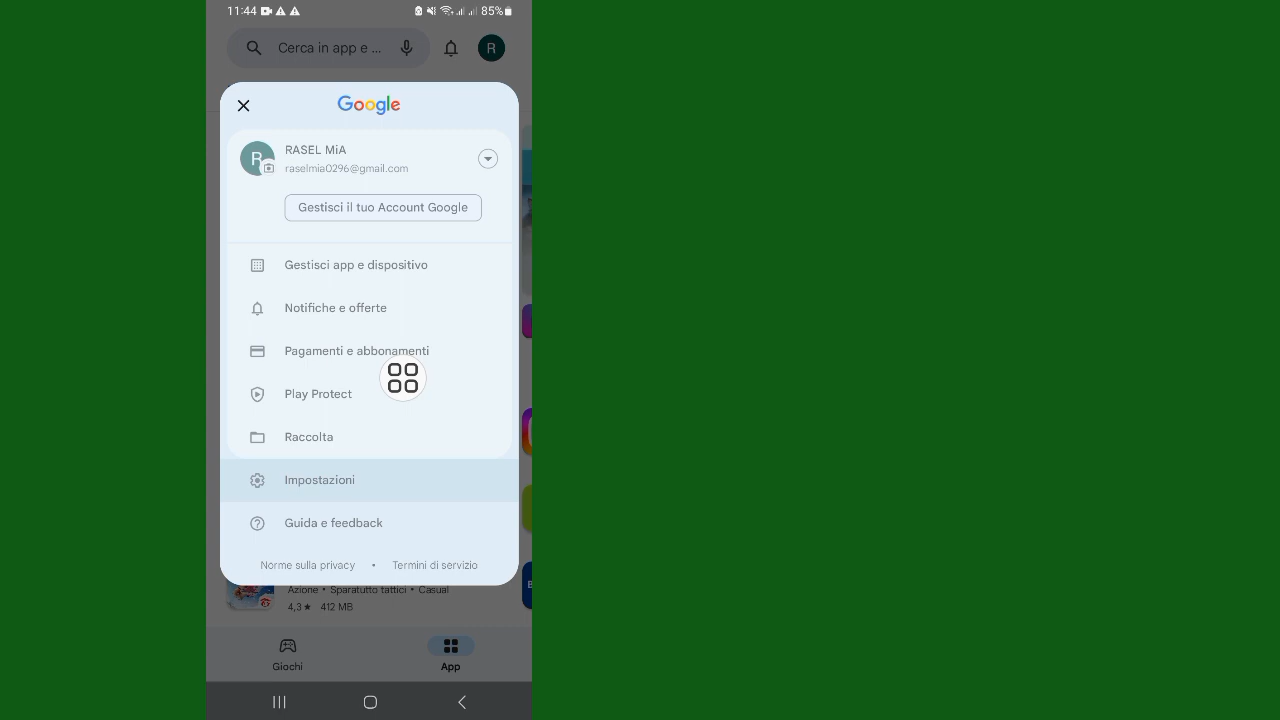 11:44
85%
Cerca in app e ...
R
Google
R
RASEL MiA
raselmia0296@gmail.com
Gestisci il tuo Account Google
Gestisci app e dispositivo
Notifiche e offerte
Pagamenti e abbonamenti
Play Protect
Raccolta
Impostazioni
Guida e feedback
Norme sulla privacy • Termini di servizio
Azione • Sparatutto tattici • Casual
4,3★ 412 MB
Giochi
App